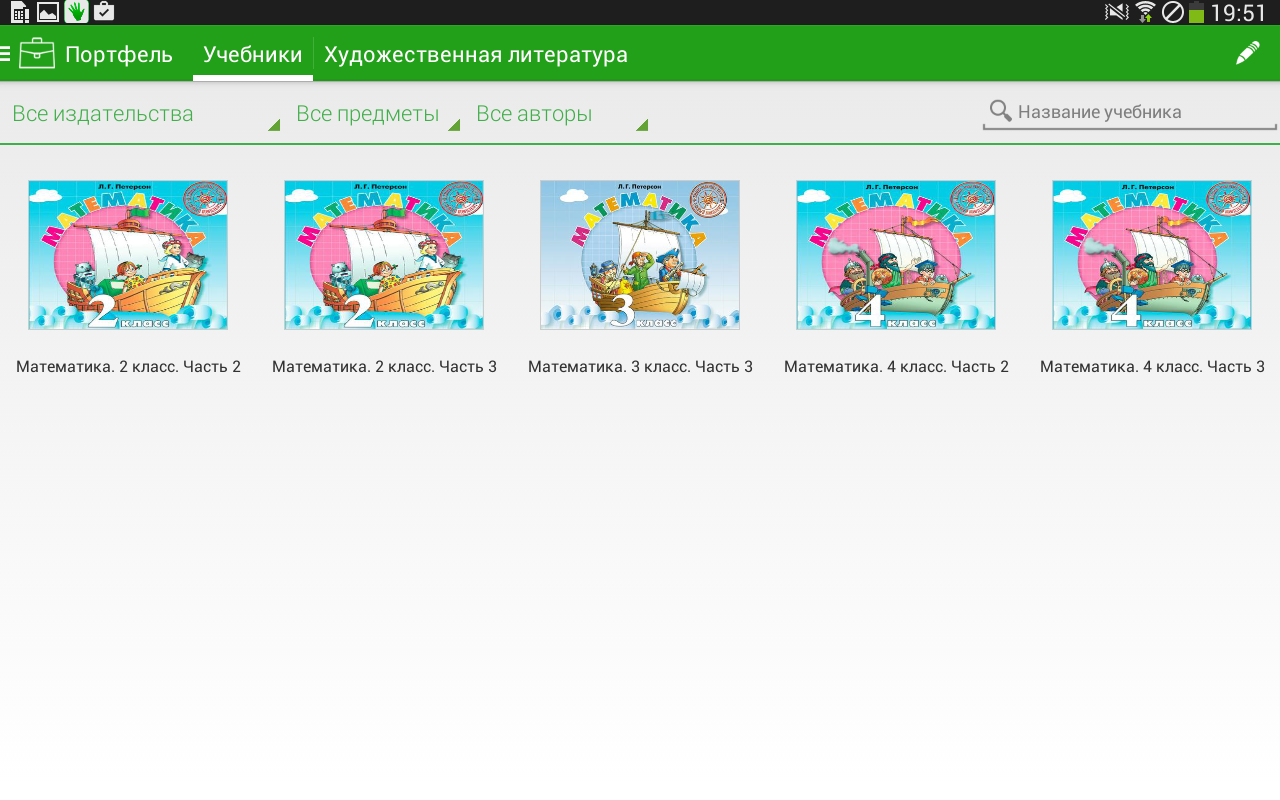 19:51
Портфель
Учебники
Художественная литература
Все издательства
Все предметы
Все авторы
Название учебника
Л. Г. Петерсон
МАТЕМАТИКА
2 класс
Математика. 2 класс. Часть 2
Л. Г. Петерсон
МАТЕМАТИКА
2 класс
Математика. 2 класс. Часть 3
Л. Г. Петерсон
МАТЕМАТИКА
3 класс
Математика. 3 класс. Часть 3
Л. Г. Петерсон
МАТЕМАТИКА
4 класс
Математика. 4 класс. Часть 2
Л. Г. Петерсон
МАТЕМАТИКА
4 класс
Математика. 4 класс. Часть 3